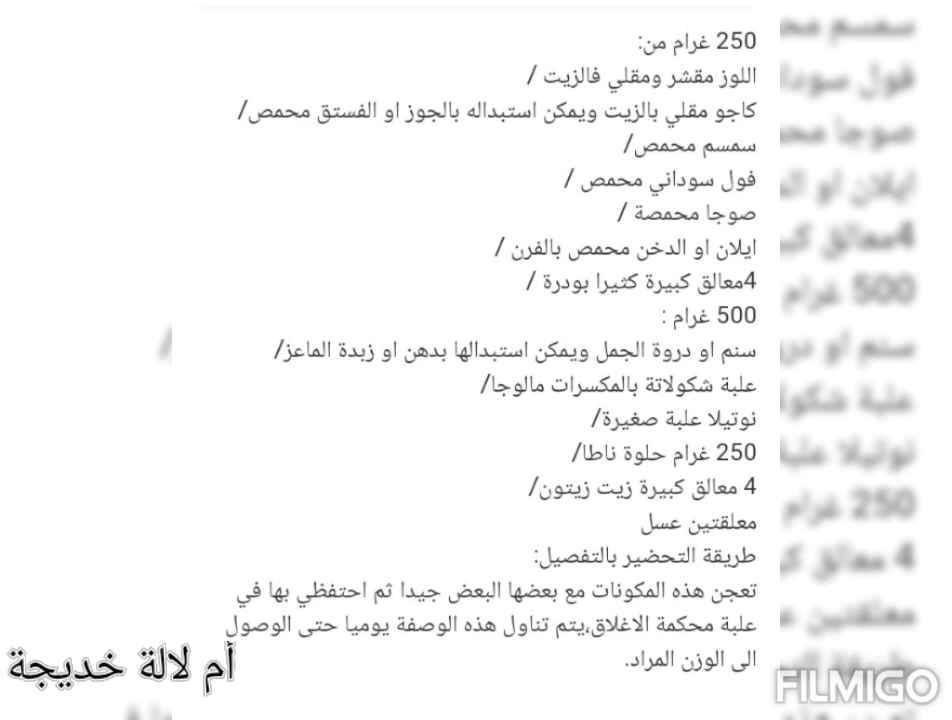 250 غرام من:
اللوز مقشر ومقلي فالزيت /
كاجو مقلي بالزيت ويمكن استبداله بالجوز او الفستق محمص/
سمسم محمص/
فول سوداني محمص /
صوجا محمصة /
ايلان او الدخن محمص بالفرن /
4معالق كبيرة كثيرا بودرة /
500 غرام :
سنم او دروة الجمل ويمكن استبدالها بدهن او زبدة الماعز/
علبة شكولاتة بالمكسرات مالوجا/
نوتيلا علبة صغيرة/
250 غرام حلوة ناطا/
4 معالق كبيرة زيت زيتون/
معلقتين عسل
طريقة التحضير بالتفصيل:
تعجن هذه المكونات مع بعضها البعض جيدا ثم احتفظي بها في
علبة محكمة الاغلاق،يتم تناول هذه الوصفة يوميا حتى الوصول
الى الوزن المراد.
أم لالة خديجة
FILMIGO